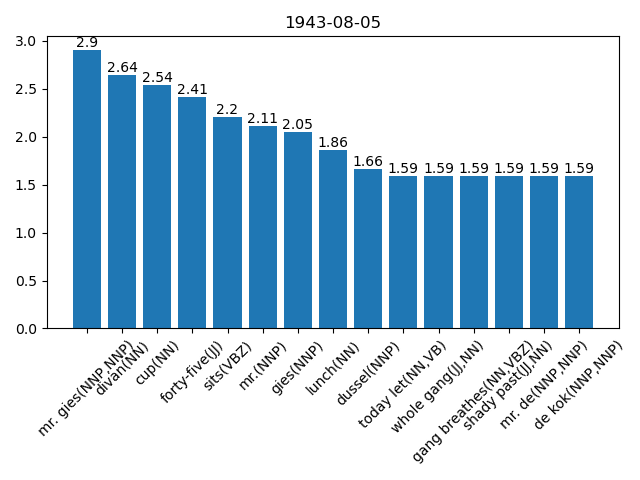 1943-08-05
3.0
2.5
2.0
1.5
1.0
0.5
0.0
2.9
2.64
2.54
2.41
2.2
2.11
2.05
1.86
1.66
1.59
1.59
1.59
1.59
1.59
1.59
mr. gies(NNP,NNP)
divan(NN)
cup(NN)
forty-five(JJ)
sits(VBZ)
mr.(NNP)
gies(NNP)
lunch(NN)
dussel(NNP)
today let(NN,VB)
whole gang(JJ,NN)
gang breathes(NN,VBZ)
shady past(JJ,NN)
mr. de(NNP,NNP)
de kok(NNP,NNP)